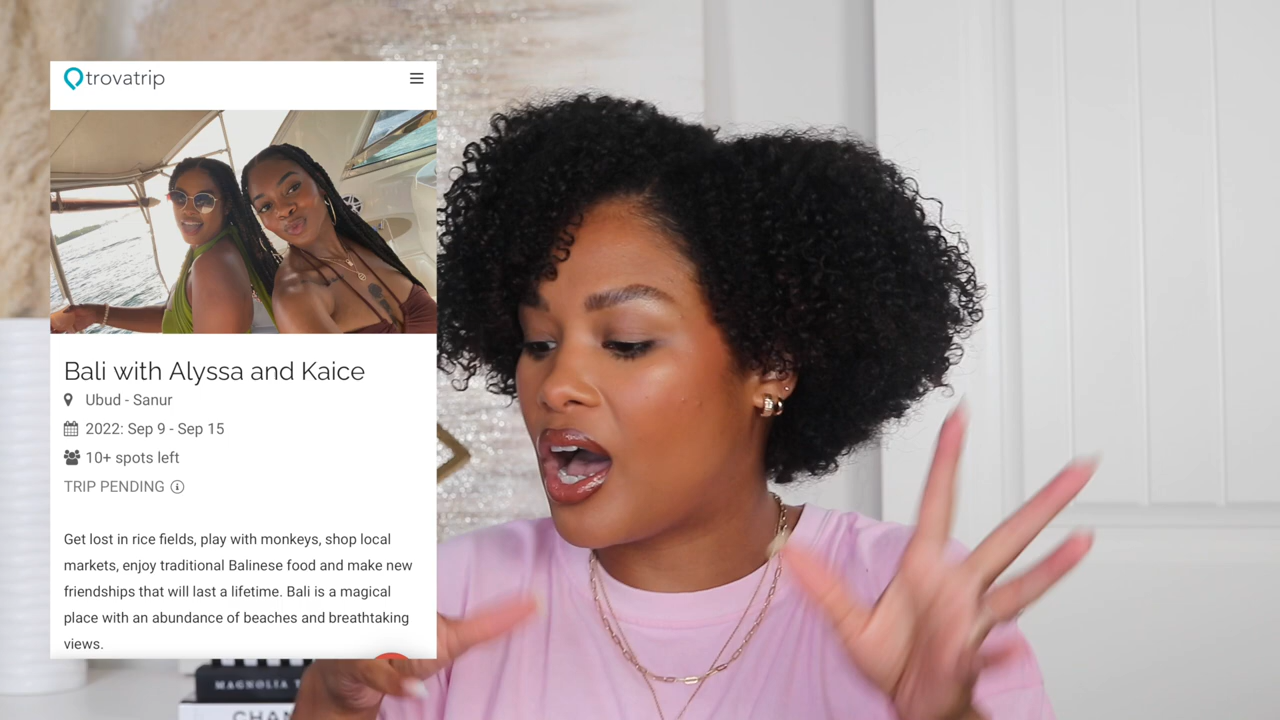 trovatrip
Bali with Alyssa and Kaice
Ubud - Sanur
2022: Sep 9 - Sep 15
10+ spots left
TRIP PENDING
Get lost in rice fields, play with monkeys, shop local
markets, enjoy traditional Balinese food and make new
friendships that will last a lifetime. Bali is a magical
place with an abundance of beaches and breathtaking
views.
MAGNOLIA T
CHAN